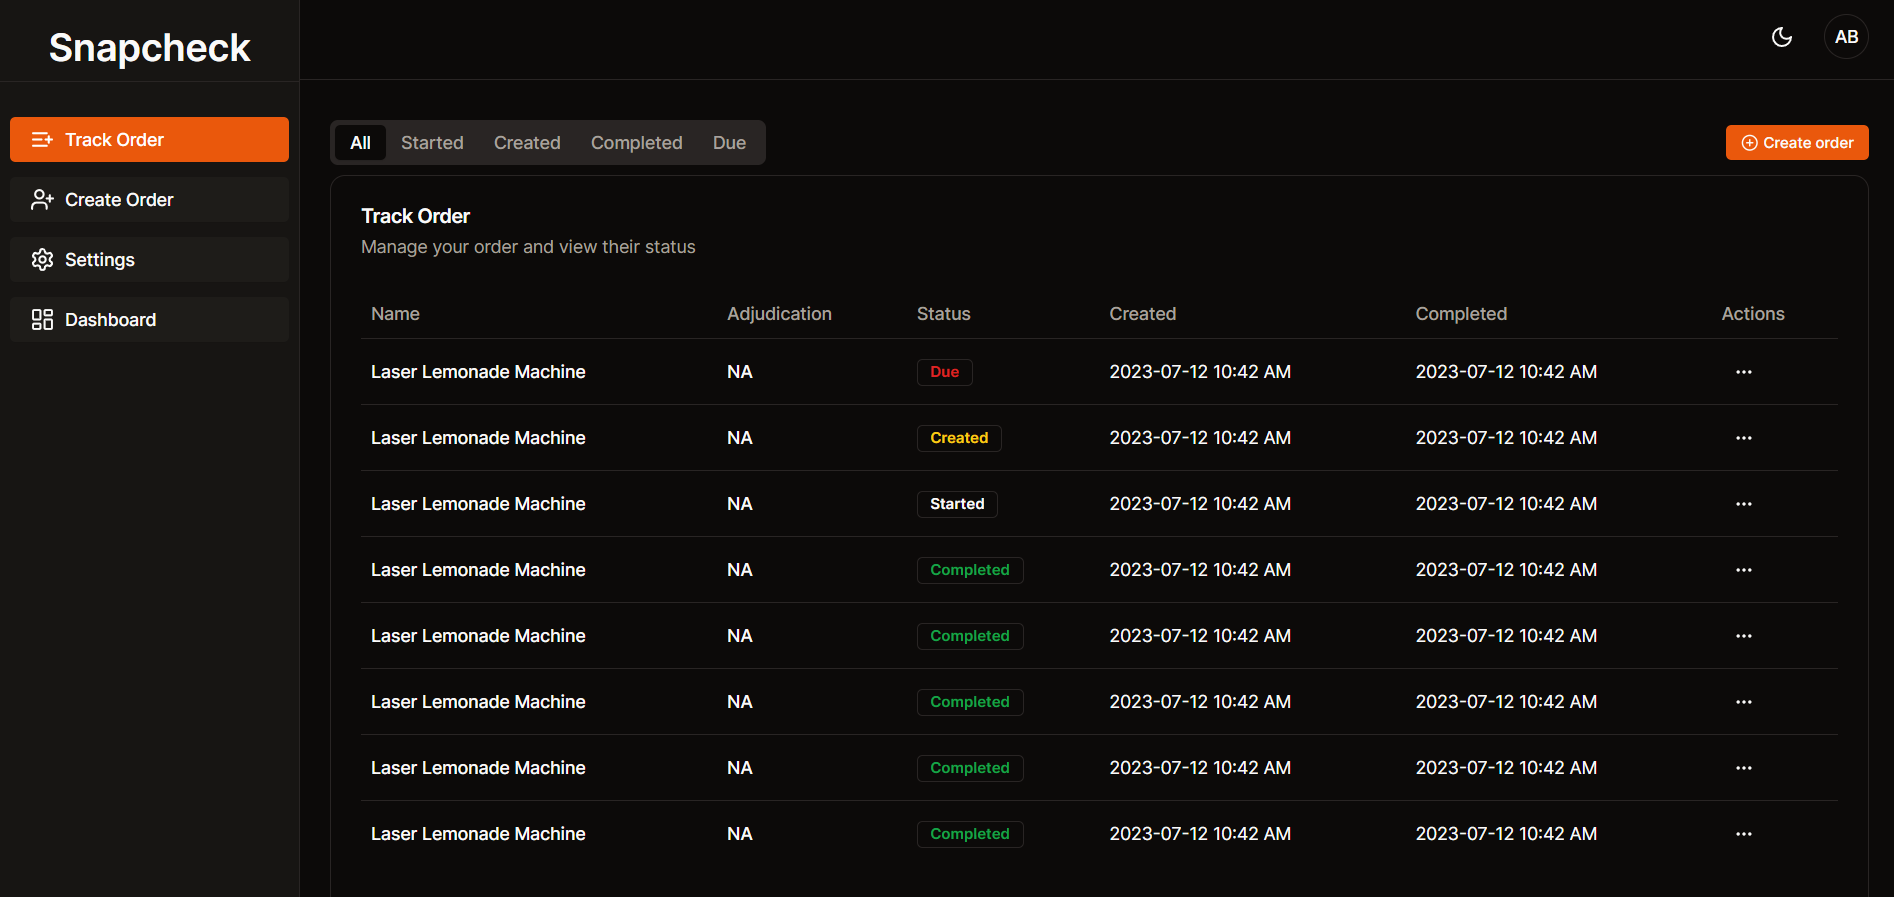 Snapcheck
AB
Track Order
Create Order
Settings
Dashboard
All Started Created Completed Due
Create order
Track Order
Manage your order and view their status
Name Adjudication Status Created Completed Actions
Laser Lemonade Machine NA Due 2023-07-12 10:42 AM 2023-07-12 10:42 AM
Laser Lemonade Machine NA Created 2023-07-12 10:42 AM 2023-07-12 10:42 AM
Laser Lemonade Machine NA Started 2023-07-12 10:42 AM 2023-07-12 10:42 AM
Laser Lemonade Machine NA Completed 2023-07-12 10:42 AM 2023-07-12 10:42 AM
Laser Lemonade Machine NA Completed 2023-07-12 10:42 AM 2023-07-12 10:42 AM
Laser Lemonade Machine NA Completed 2023-07-12 10:42 AM 2023-07-12 10:42 AM
Laser Lemonade Machine NA Completed 2023-07-12 10:42 AM 2023-07-12 10:42 AM
Laser Lemonade Machine NA Completed 2023-07-12 10:42 AM 2023-07-12 10:42 AM